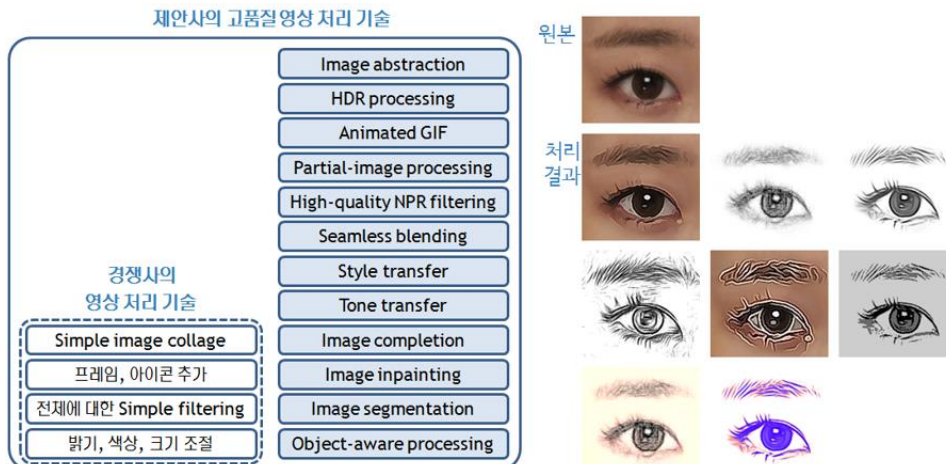 제안사의 고품질 영상 처리 기술
Image abstraction
HDR processing
Animated GIF
Partial-image processing
High-quality NPR filtering
Seamless blending
Style transfer
Tone transfer
Image completion
Image inpainting
Image segmentation
Object-aware processing
경쟁사의
영상 처리 기술
Simple image collage
프레임, 아이콘 추가
전체에 대한 Simple filtering
밝기, 색상, 크기 조절
원본
처리
결과